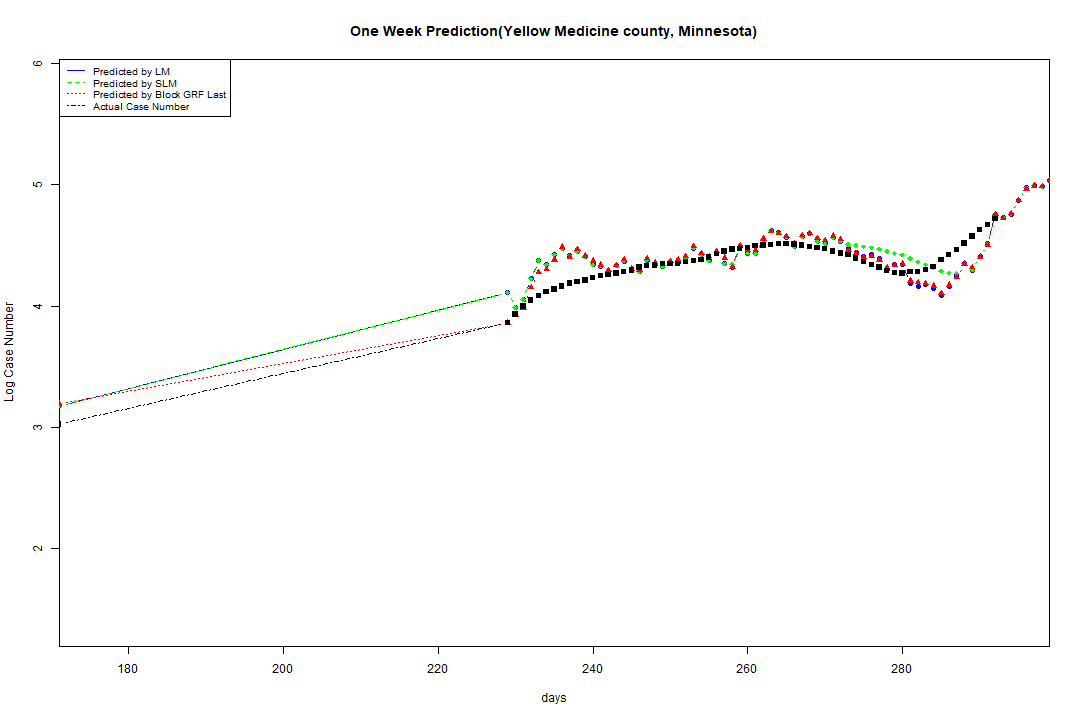 One Week Prediction(Yellow Medicine county, Minnesota)
Predicted by LM
Predicted by SLM
Predicted by Block GRF Last
Actual Case Number
6
5
4
3
2
Log Case Number
180 200 220 240 260 280
days